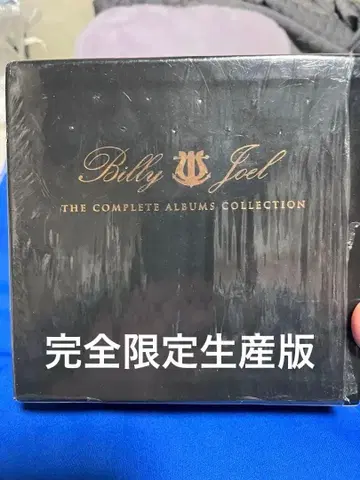 Billy Joel
THE COMPLETE ALBUMS COLLECTION
完全限定生産版